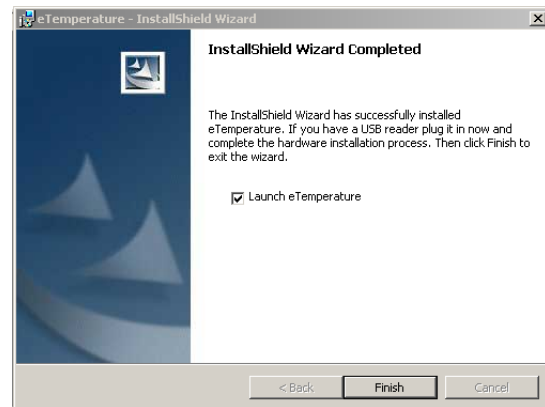 eTemperature - InstallShield Wizard
InstallShield Wizard Completed
The InstallShield Wizard has successfully installed
eTemperature. If you have a USB reader plug it in now and
complete the hardware installation process. Then click Finish to
exit the wizard.
Launch eTemperature
< Back
Finish
Cancel